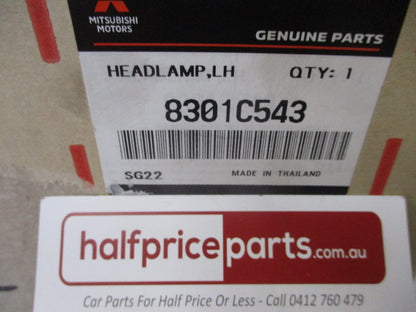 MITSUBISHI
MOTORS
GENUINE PARTS
HEADLAMP,LH QTY: 1
8301C543
SG22 MADE IN THAILAND
halfpriceparts.com.au
Car Parts For Half Price Or Less - Call 0412 760 479